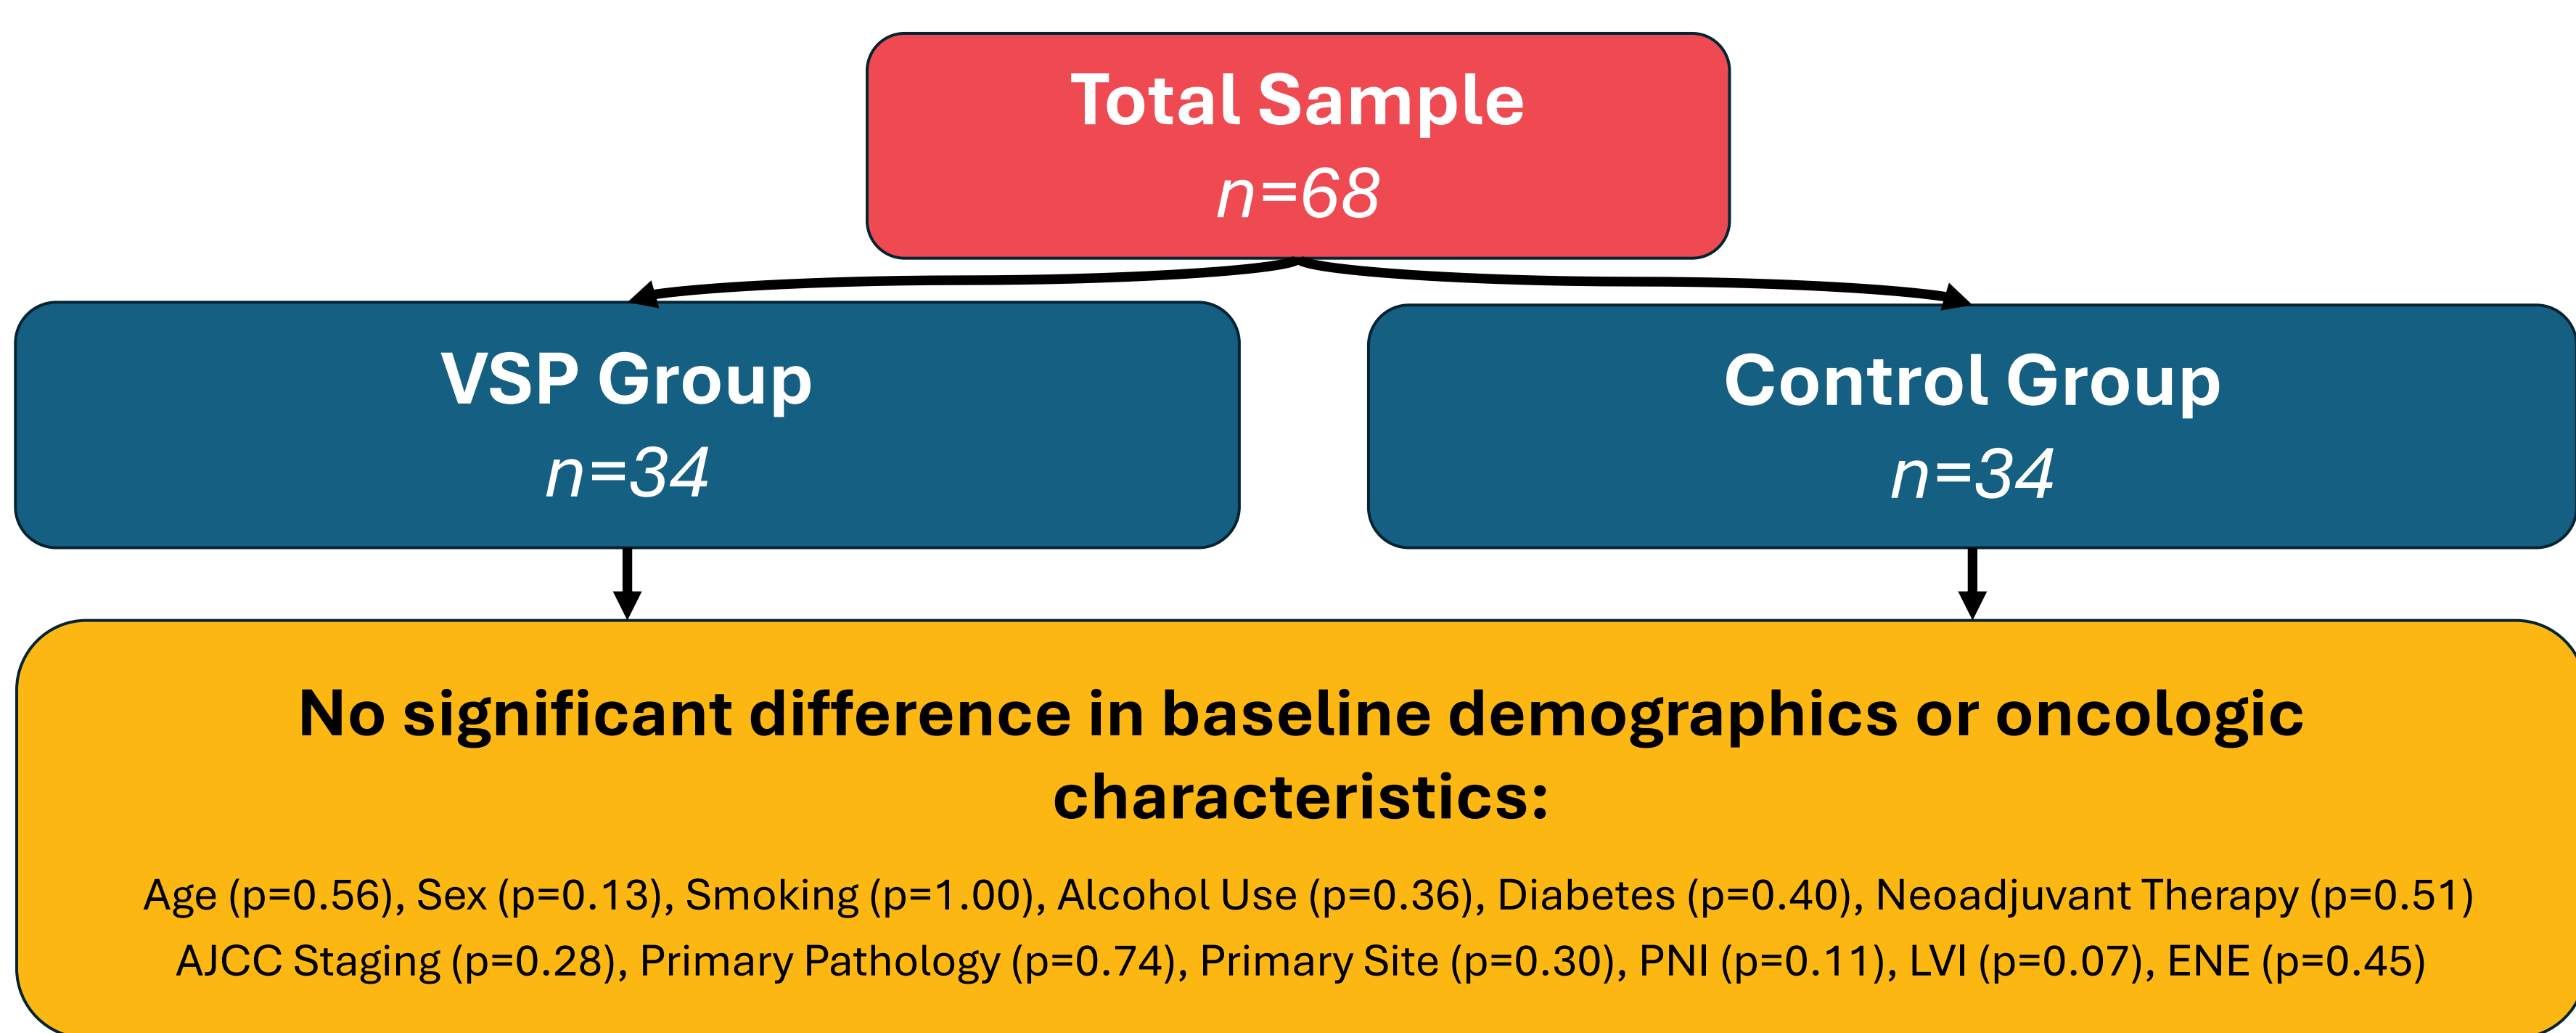 Total Sample
n=68
VSP Group
n=34
Control Group
n=34
No significant difference in baseline demographics or oncologic
characteristics:
Age (p=0.56), Sex (p=0.13), Smoking (p=1.00), Alcohol Use (p=0.36), Diabetes (p=0.40), Neoadjuvant Therapy (p=0.51)
AJCC Staging (p=0.28), Primary Pathology (p=0.74), Primary Site (p=0.30), PNI (p=0.11), LVI (p=0.07), ENE (p=0.45)